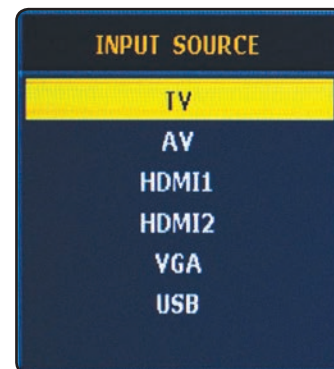 INPUT SOURCE
TV
AV
HDMI1
HDMI2
VGA
USB